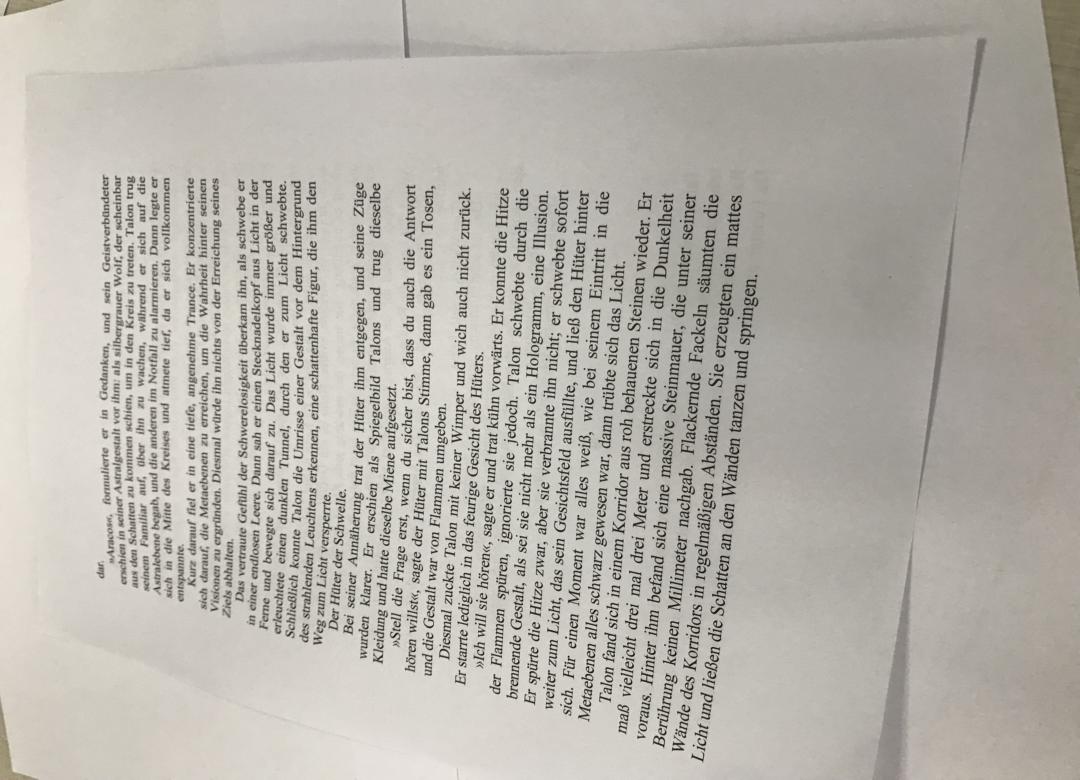 dar.
»Aracos«, formulierte er in Gedanken, und sein Geistverbündeter
erschien in seiner Astralgestalt vor ihm: als silbergrauer Wolf, der scheinbar
aus den Schatten zu kommen schien, um in den Kreis zu treten. Talon trug
seinem Familiar auf, über ihn zu wachen, während er sich auf die
Astralebene begab, und die anderen im Notfall zu alarmieren. Dann legte er
sich in die Mitte des Kreises und atmete tief, da er sich vollkommen
entspannte.
Kurz darauf fiel er in eine tiefe, angenehme Trance. Er konzentrierte
sich darauf, die Metaebenen zu erreichen, um die Wahrheit hinter seinen
Visionen zu ergründen. Diesmal würde ihn nichts von der Erreichung seines
Ziels abhalten.
Das vertraute Gefühl der Schwerelosigkeit überkam ihn, als schwebe er
in einer endlosen Leere. Dann sah er einen Stecknadelkopf aus Licht in der
Ferne und bewegte sich darauf zu. Das Licht wurde immer größer und
erleuchtete einen dunklen Tunnel, durch den er zum Licht schwebte.
Schließlich konnte Talon die Umrisse einer Gestalt vor dem Hintergrund
des strahlenden Leuchtens erkennen, eine schattenhafte Figur, die ihm den
Weg zum Licht versperrte.
Der Hüter der Schwelle.
Bei seiner Annäherung trat der Hüter ihm entgegen, und seine Züge
wurden klarer. Er erschien als Spiegelbild Talons und trug dieselbe
Kleidung und hatte dieselbe Miene aufgesetzt.
»Stell die Frage erst, wenn du sicher bist, dass du auch die Antwort
hören willst«, sagte der Hüter mit Talons Stimme, dann gab es ein Tosen,
und die Gestalt war von Flammen umgeben.
Diesmal zuckte Talon mit keiner Wimper und wich auch nicht zurück.
Er starrte lediglich in das feurige Gesicht des Hüters.
»Ich will sie hören«, sagte er und trat kühn vorwärts. Er konnte die Hitze
der Flammen spüren, ignorierte sie jedoch. Talon schwebte durch die
brennende Gestalt, als sei sie nicht mehr als ein Hologramm, eine Illusion.
Er spürte die Hitze zwar, aber sie verbrannte ihn nicht; er schwebte sofort
weiter zum Licht, das sein Gesichtsfeld ausfüllte, und ließ den Hüter hinter
sich. Für einen Moment war alles weiß, wie bei seinem Eintritt in die
Metaebenen alles schwarz gewesen war, dann trübte sich das Licht.
Talon fand sich in einem Korridor aus roh behauenen Steinen wieder. Er
maß vielleicht drei mal drei Meter und erstreckte sich in die Dunkelheit
voraus. Hinter ihm befand sich eine massive Steinmauer, die unter seiner
Berührung keinen Millimeter nachgab. Flackernde Fackeln säumten die
Wände des Korridors in regelmäßigen Abständen. Sie erzeugten ein mattes
Licht und ließen die Schatten an den Wänden tanzen und springen.